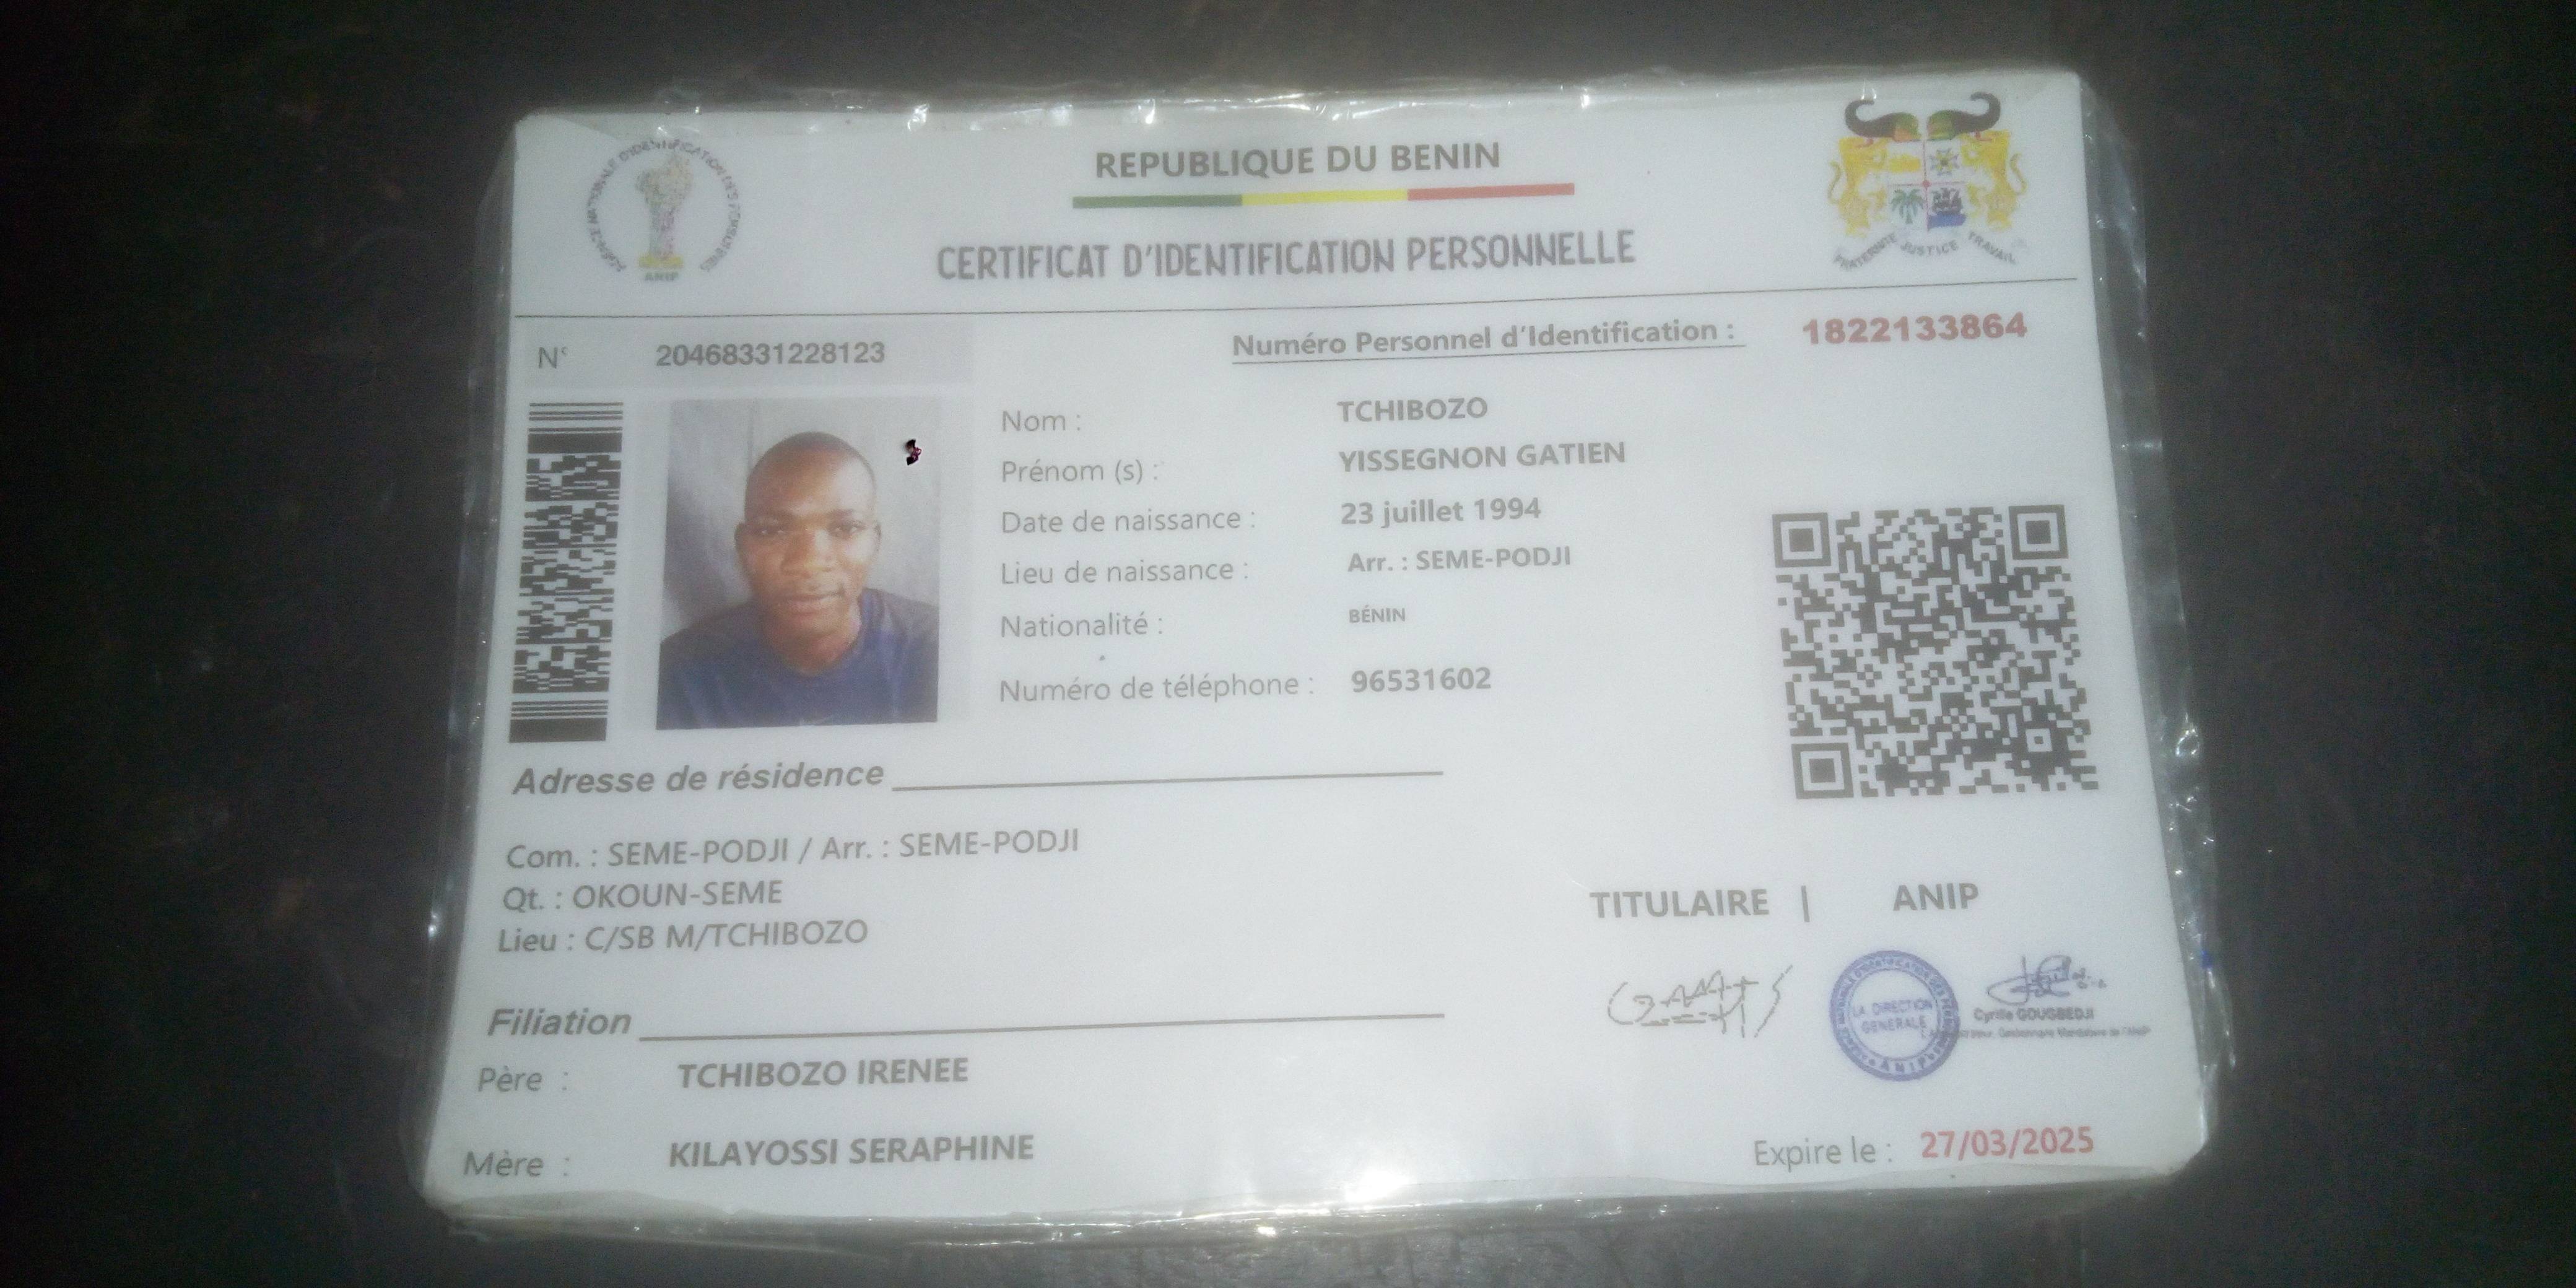 AGENCE NATIONALE D'IDENTIFICATION DES PERSONNES
ANIP
REPUBLIQUE DU BENIN
CERTIFICAT D'IDENTIFICATION PERSONNELLE
FRATERNITE JUSTICE TRAVAIL
N° 20468331228123
Numéro Personnel d'Identification : 1822133864
Nom : TCHIBOZO
Prénom (s) : YISSEGNON GATIEN
Date de naissance : 23 juillet 1994
Lieu de naissance : Arr. : SEME-PODJI
Nationalité : BÉNIN
Numéro de téléphone : 96531602
Adresse de résidence
Com. : SEME-PODJI / Arr. : SEME-PODJI
Qt. : OKOUN-SEME
Lieu : C/SB M/TCHIBOZO
TITULAIRE | ANIP
LA DIRECTION
GENERALE
ANIP
Cyrille GOUGBEDJI
Gestionnaire Mandataire de l'ANIP
Filiation
Père : TCHIBOZO IRENEE
Mère : KILAYOSSI SERAPHINE
Expire le : 27/03/2025